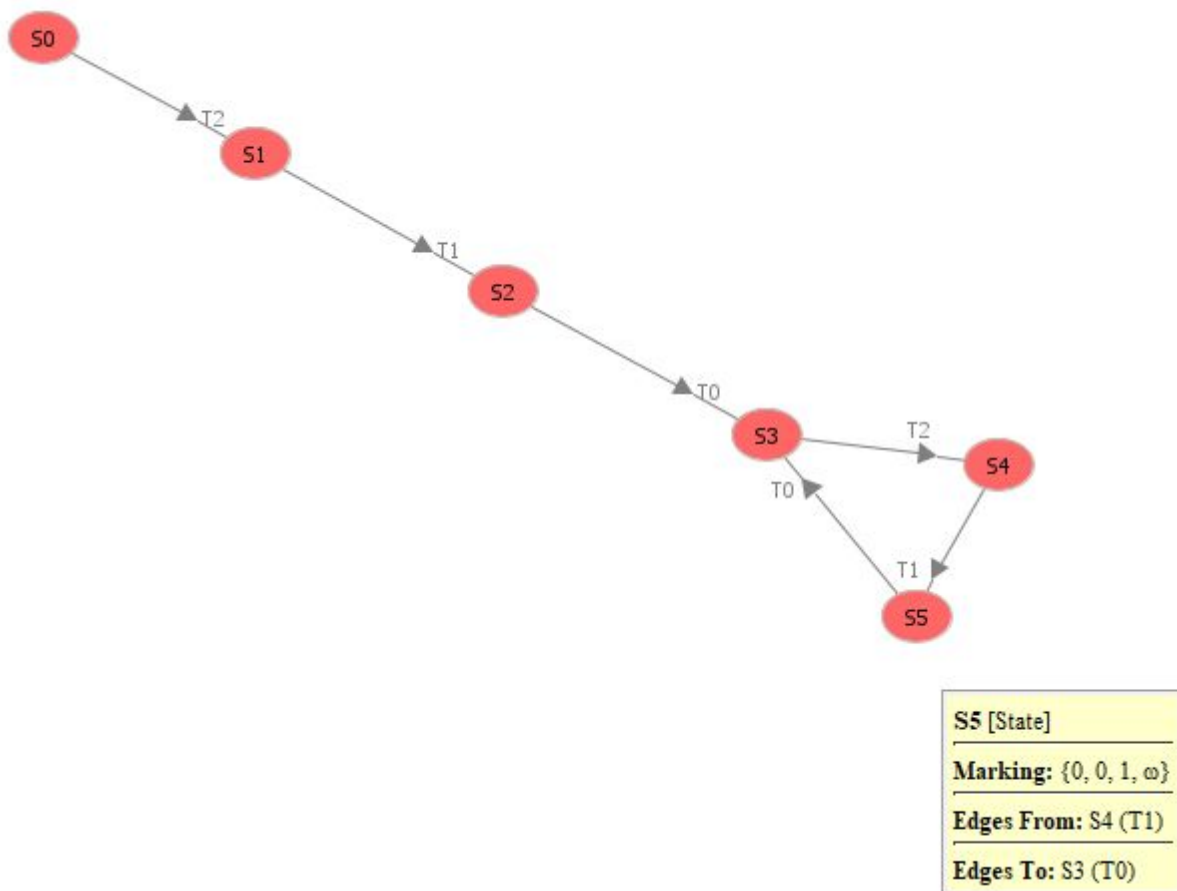 S0
T2
S1
T1
S2
T0
S3
T2
S4
T0
T1
S5
S5 [State]
Marking: {0, 0, 1, ω}
Edges From: S4 (T1)
Edges To: S3 (T0)